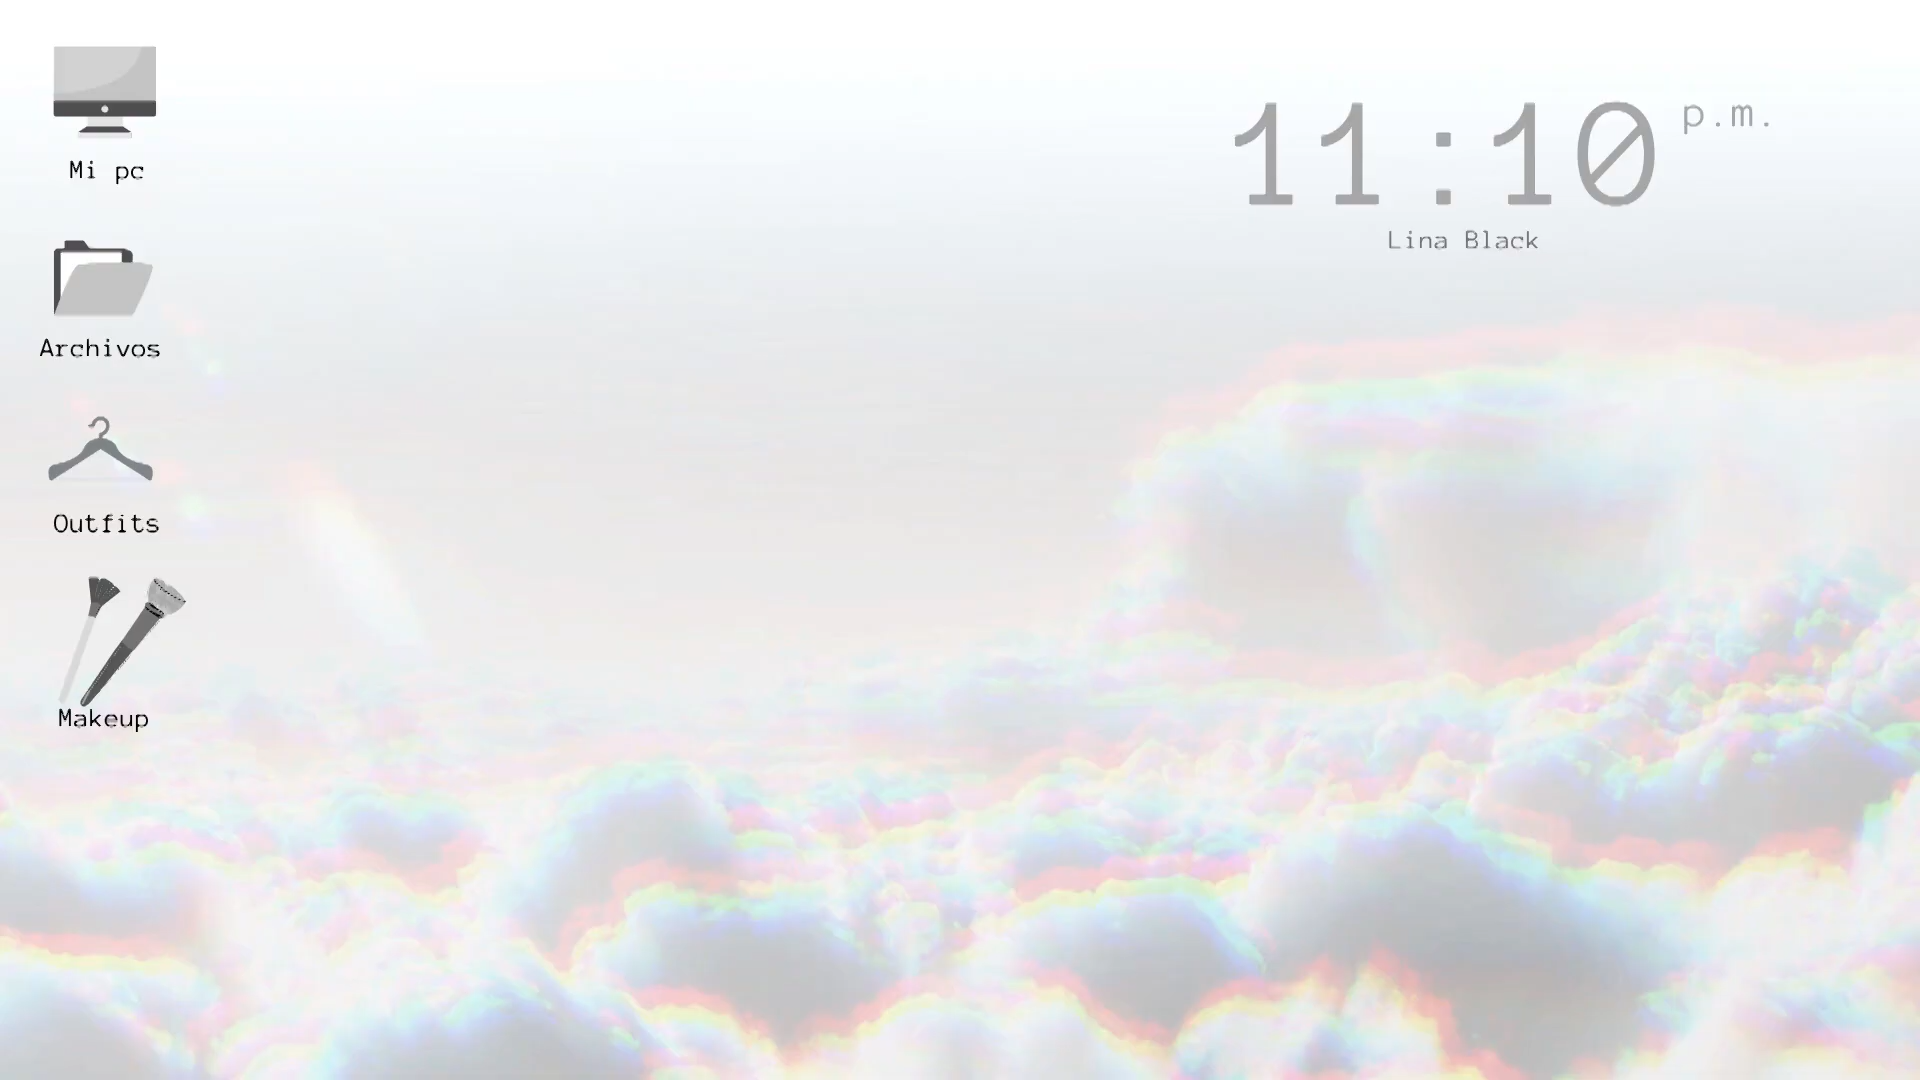 Mi pc
Archivos
Outfits
Makeup
11:10 p.m.
Lina Black